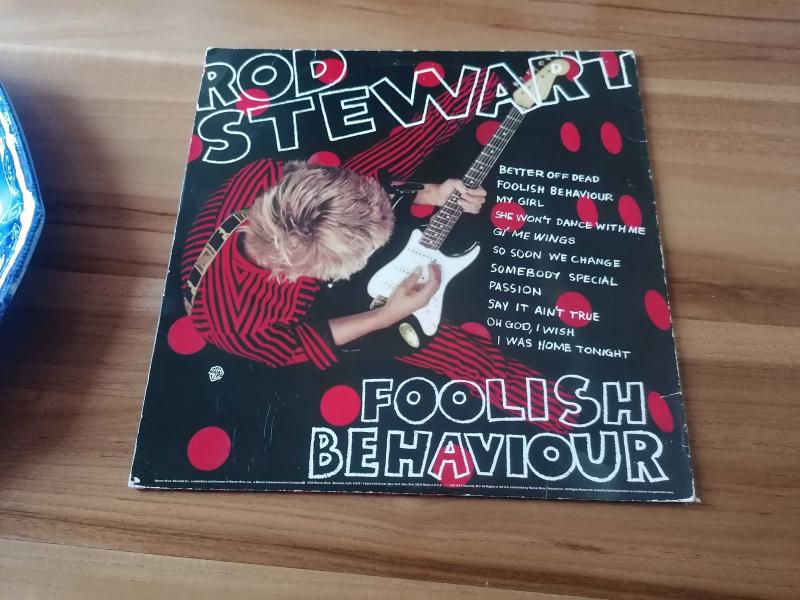 ROD
STEWART
BETTER OFF DEAD
FOOLISH BEHAVIOUR
MY GIRL
SHE WON'T DANCE WITH ME
GI' ME WINGS
SO SOON WE CHANGE
SOMEBODY SPECIAL
PASSION
SAY IT AIN'T TRUE
OH GOD, I WISH
I WAS HOME TONIGHT
FOOLISH
BEHAVIOUR